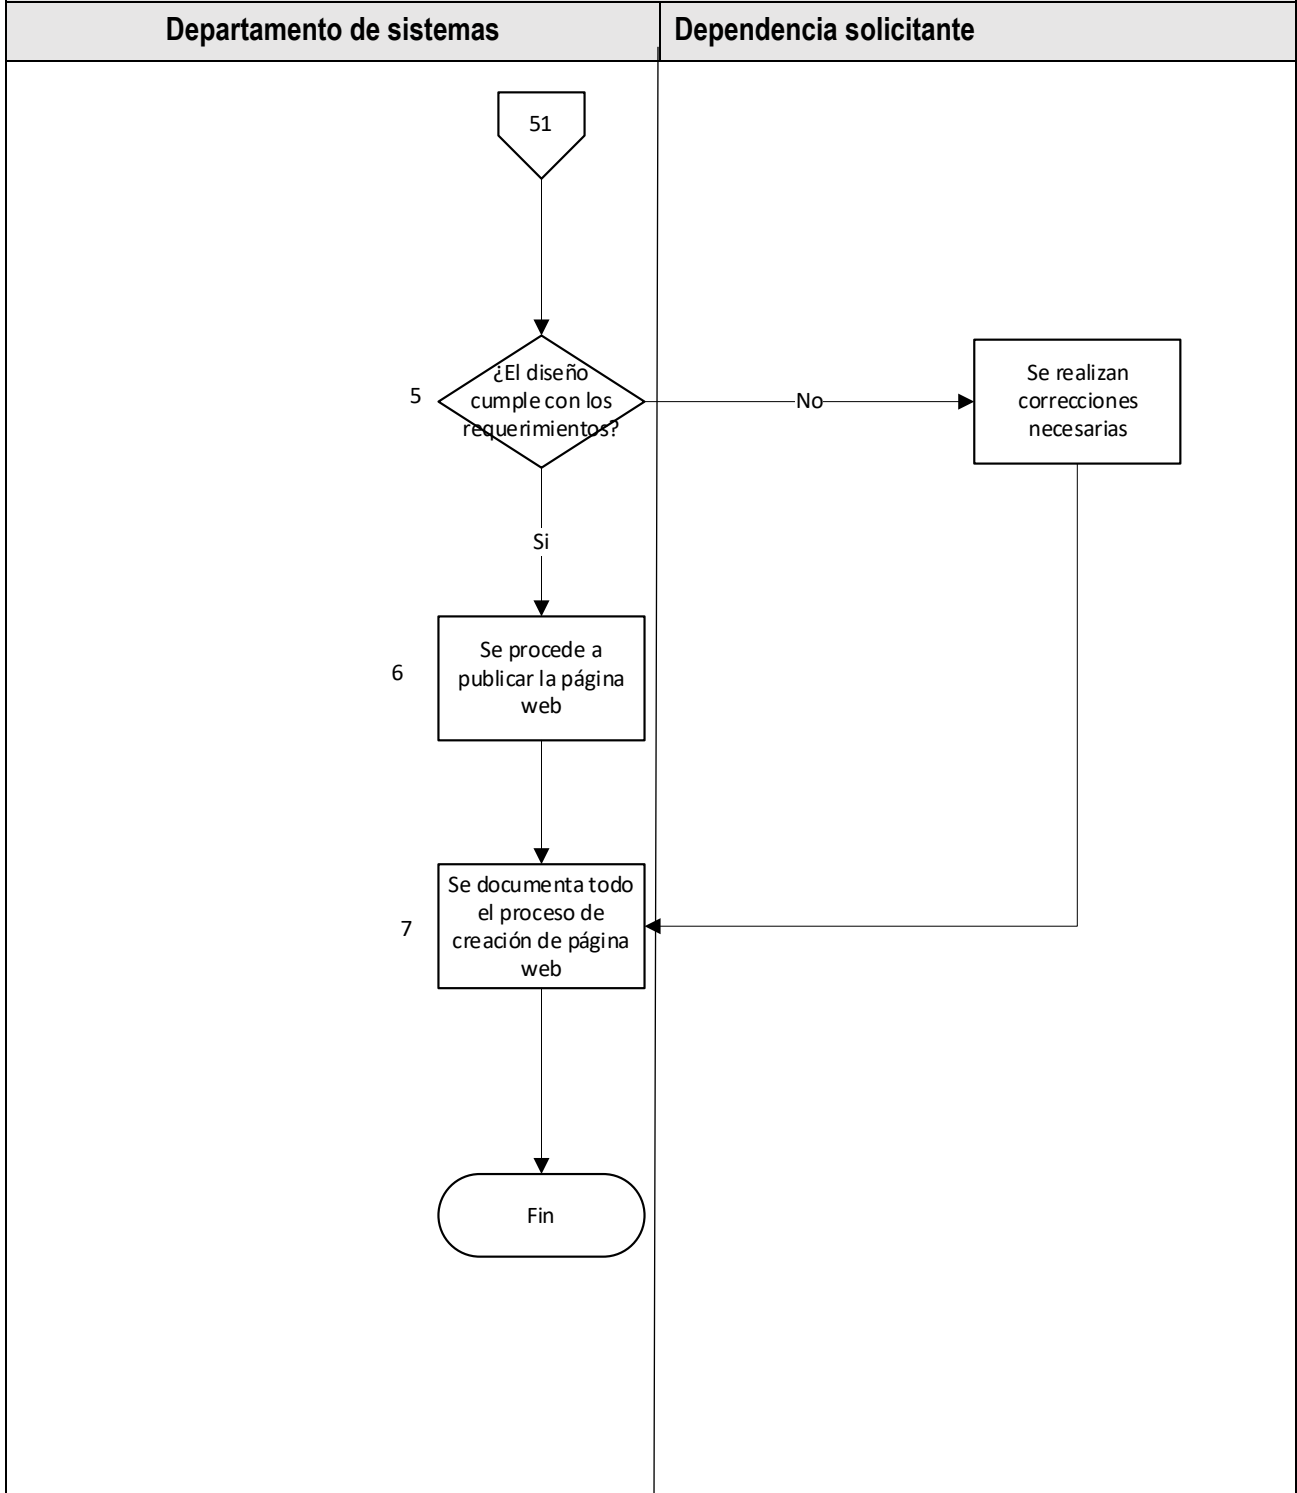 Departamento de sistemas
Dependencia solicitante
51
5
¿El diseño
cumple con los
requerimientos?
No
Se realizan
correcciones
necesarias
Si
6
Se procede a
publicar la página
web
7
Se documenta todo
el proceso de
creación de página
web
Fin